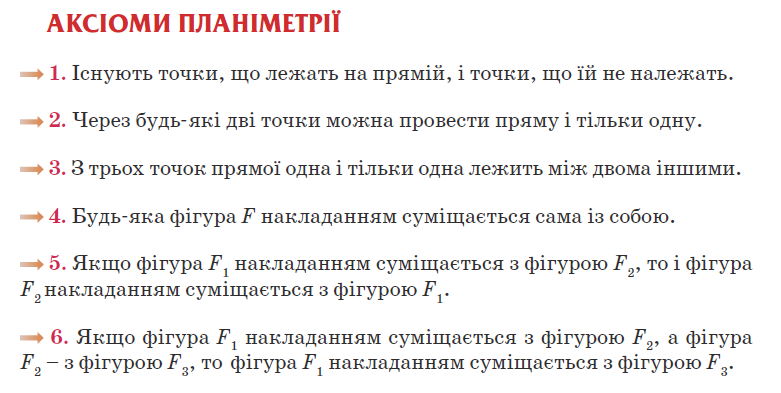 АКСІОМИ ПЛАНІМЕТРІЇ
1. Існують точки, що лежать на прямій, і точки, що їй не належать.
2. Через будь-які дві точки можна провести пряму і тільки одну.
3. З трьох точок прямої одна і тільки одна лежить між двома іншими.
4. Будь-яка фігура F накладанням суміщається сама із собою.
5. Якщо фігура F₁ накладанням суміщається з фігурою F₂, то і фігура
F₂ накладанням суміщається з фігурою F₁.
6. Якщо фігура F₁ накладанням суміщається з фігурою F₂, а фігура
F₂ – з фігурою F₃, то фігура F₁ накладанням суміщається з фігурою F₃.